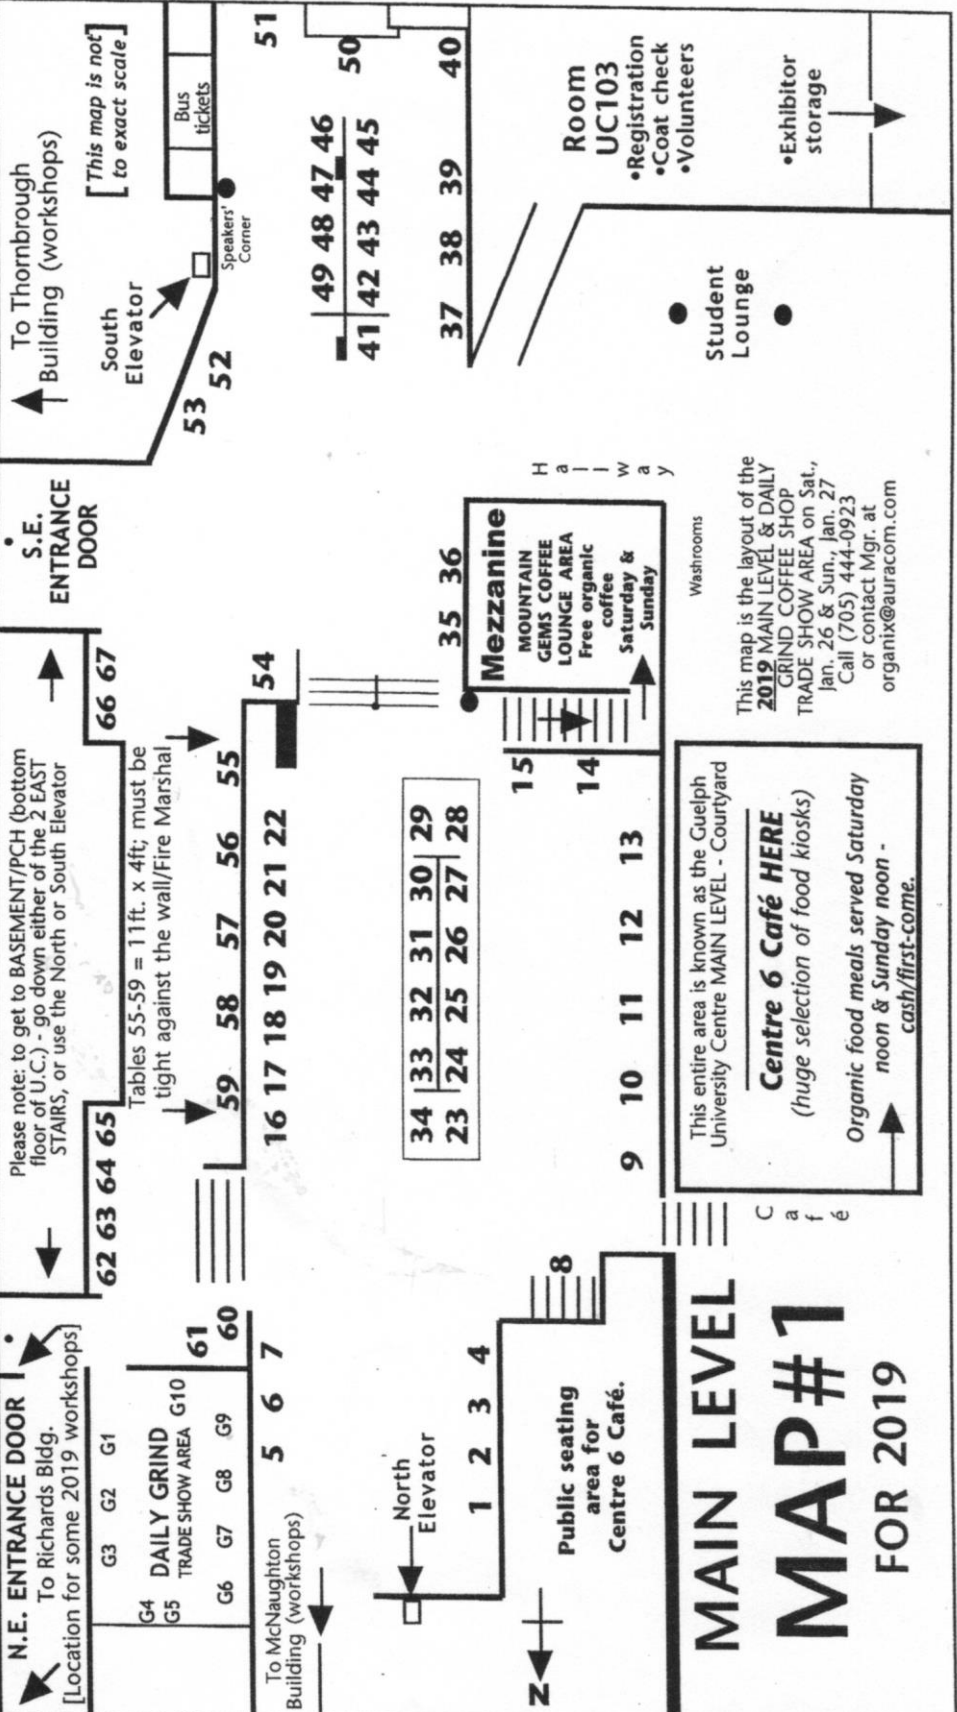 N.E. ENTRANCE DOOR
To Richards Bldg.
[Location for some 2019 workshops]
Please note: to get to BASEMENT/PCH (bottom
floor of U.C.) - go down either of the 2 EAST
STAIRS, or use the North or South Elevator
S.E.
ENTRANCE
DOOR
To Thornbrough
Building (workshops)
[This map is not
to exact scale]
South
Elevator
Bus
tickets
Speakers'
Corner
62 63 64 65
66 67
Tables 55-59 = 11ft. x 4ft; must be
tight against the wall/Fire Marshal
G3 G2 G1
G4
G5
DAILY GRIND
TRADE SHOW AREA
G10
G6 G7 G8 G9
61
60
59 58 57 56 55
54
53
52
51
16 17 18 19 20 21 22
5 6 7
To McNaughton
Building (workshops)
50
49 48 47 46
41 42 43 44 45
34 33 32 31 30 29
23 24 25 26 27 28
North
Elevator
1 2 3 4
35 36
37 38 39 40
Mezzanine
MOUNTAIN
GEMS COFFEE
LOUNGE AREA
Free organic
coffee
Saturday &
Sunday
Hallway
15
14
8
9 10 11 12 13
Public seating
area for
Centre 6 Café.
Z
Room
UC103
•Registration
•Coat check
•Volunteers
•Exhibitor
storage
Student
Lounge
Washrooms
This entire area is known as the Guelph
University Centre MAIN LEVEL - Courtyard
Centre 6 Café HERE
(huge selection of food kiosks)
Organic food meals served Saturday
noon & Sunday noon -
cash/first-come.
Café
This map is the layout of the
2019 MAIN LEVEL & DAILY
GRIND COFFEE SHOP
TRADE SHOW AREA on Sat.,
Jan. 26 & Sun., Jan. 27
Call (705) 444-0923
or contact Mgr. at
organix@auracom.com
MAIN LEVEL
MAP#1
FOR 2019